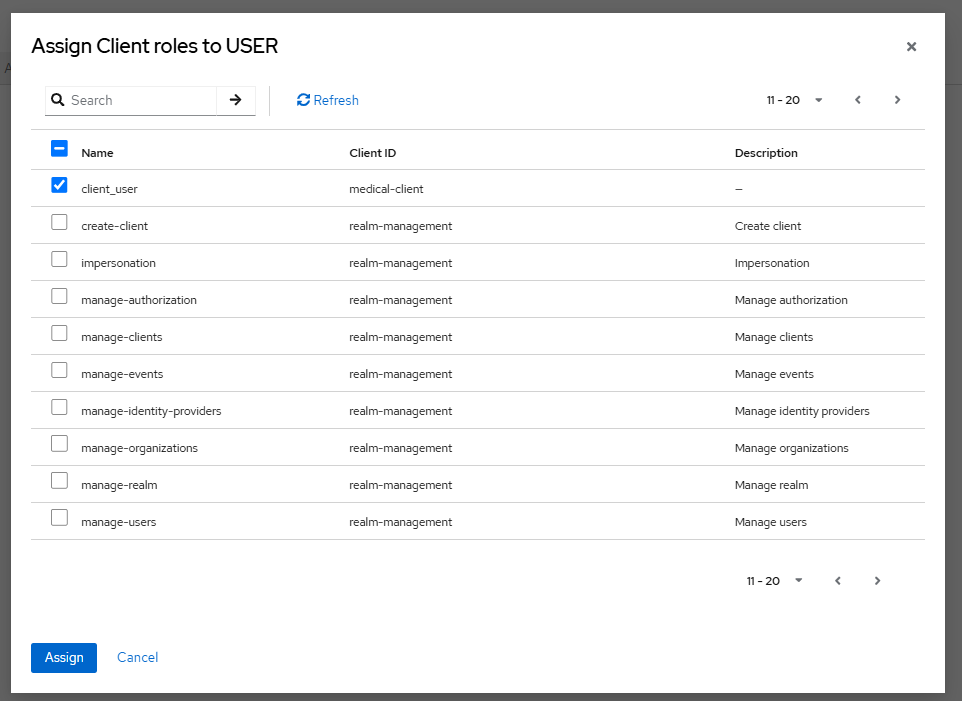 Assign Client roles to USER
Search
Refresh
11 - 20
Name Client ID Description
client_user medical-client —
create-client realm-management Create client
impersonation realm-management Impersonation
manage-authorization realm-management Manage authorization
manage-clients realm-management Manage clients
manage-events realm-management Manage events
manage-identity-providers realm-management Manage identity providers
manage-organizations realm-management Manage organizations
manage-realm realm-management Manage realm
manage-users realm-management Manage users
11 - 20
Assign Cancel